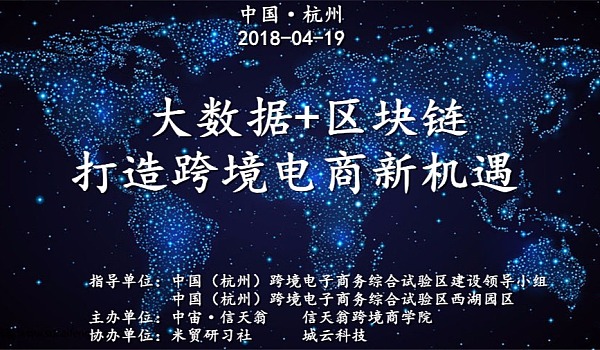 中国·杭州
2018-04-19
大数据+区块链
打造跨境电商新机遇
指导单位：中国（杭州）跨境电子商务综合试验区建设领导小组
中国（杭州）跨境电子商务综合试验区西湖园区
主办单位：中宙·信天翁 信天翁跨境商学院
协办单位：米贸研习社 城云科技